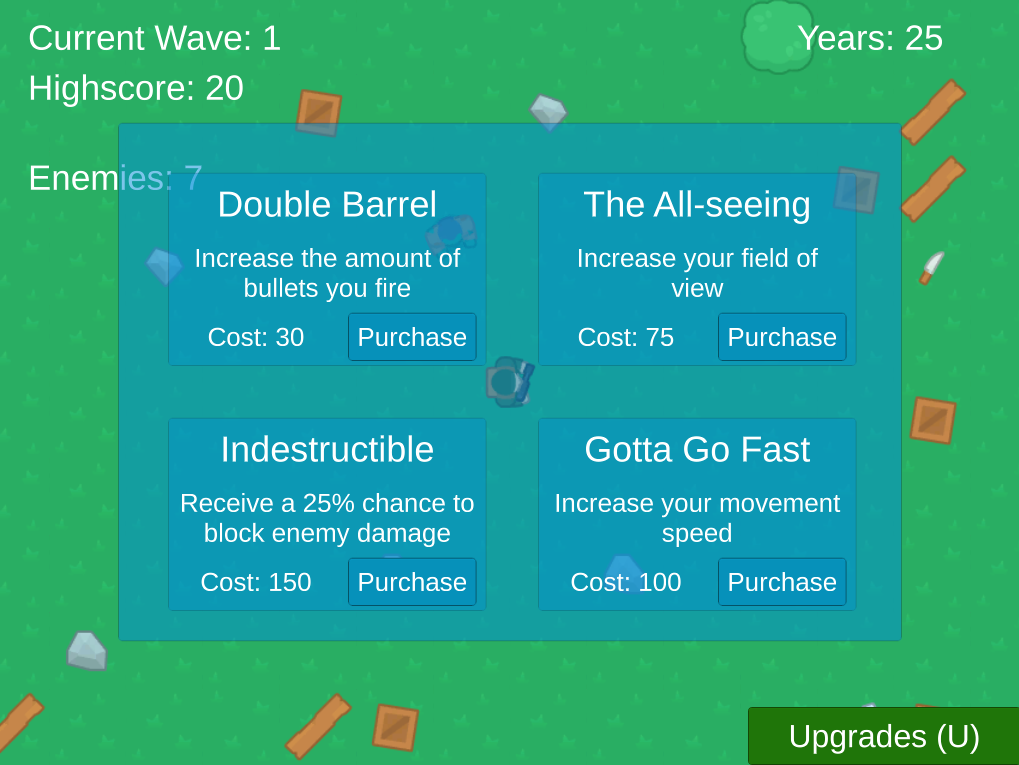 Current Wave: 1
Years: 25
Highscore: 20
Enemies: 7
Double Barrel
Increase the amount of
bullets you fire
Cost: 30
Purchase
The All-seeing
Increase your field of
view
Cost: 75
Purchase
Indestructible
Receive a 25% chance to
block enemy damage
Cost: 150
Purchase
Gotta Go Fast
Increase your movement
speed
Cost: 100
Purchase
Upgrades (U)